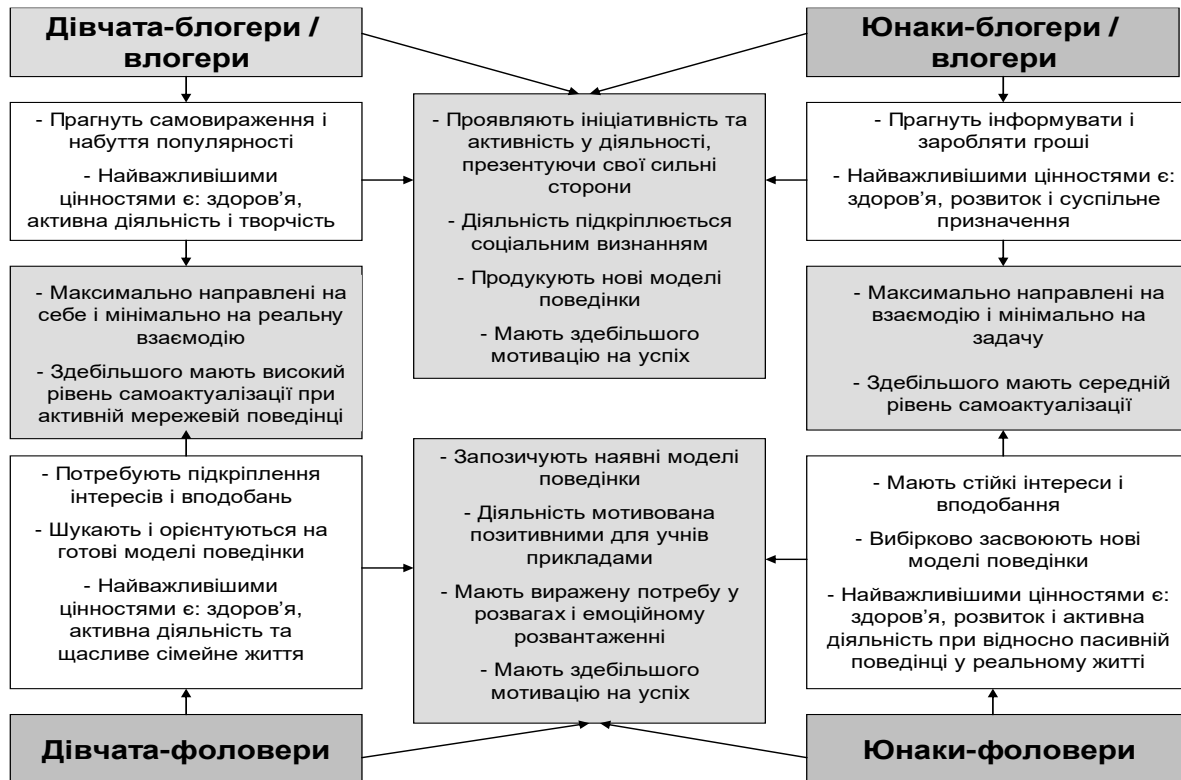 Дівчата-блогери /
влогери
Юнаки-блогери /
влогери
- Прагнуть самовираження і
набуття популярності
- Найважливішими
цінностями є: здоров’я,
активна діяльність і творчість
- Проявляють ініціативність та
активність у діяльності,
презентуючи свої сильні
сторони
- Діяльність підкріплюється
соціальним визнанням
- Продукують нові моделі
поведінки
- Мають здебільшого
мотивацію на успіх
- Прагнуть інформувати і
заробляти гроші
- Найважливішими цінностями є:
здоров’я, розвиток і суспільне
призначення
- Максимально направлені на
себе і мінімально на реальну
взаємодію
- Здебільшого мають високий
рівень самоактуалізації при
активній мережевій поведінці
- Максимально направлені на
взаємодію і мінімально на
задачу
- Здебільшого мають середній
рівень самоактуалізації
- Потребують підкріплення
інтересів і вподобань
- Шукають і орієнтуються на
готові моделі поведінки
- Найважливішими
цінностями є: здоров’я,
активна діяльність та
щасливе сімейне життя
- Запозичують наявні моделі
поведінки
- Діяльність мотивована
позитивними для учнів
прикладами
- Мають виражену потребу у
розвагах і емоційному
розвантаженні
- Мають здебільшого
мотивацію на успіх
- Мають стійкі інтереси і
вподобання
- Вибірково засвоюють нові
моделі поведінки
- Найважливішими цінностями є:
здоров’я, розвиток і активна
діяльність при відносно пасивній
поведінці у реальному житті
Дівчата-фоловери
Юнаки-фоловери